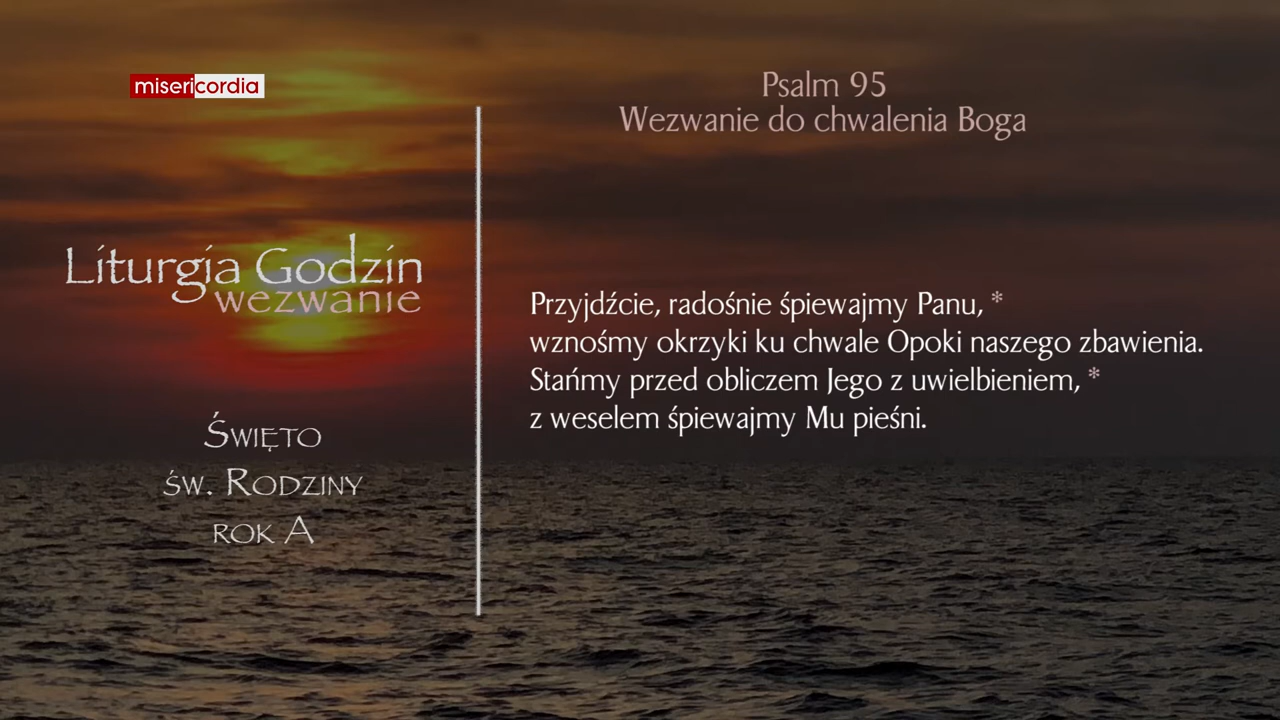 misericordia
Liturgia Godzin
wezwanie
Święto
św. Rodziny
rok A
Psalm 95
Wezwanie do chwalenia Boga
Przyjdźcie, radośnie śpiewajmy Panu, *
wznośmy okrzyki ku chwale Opoki naszego zbawienia.
Stańmy przed obliczem Jego z uwielbieniem, *
z weselem śpiewajmy Mu pieśni.